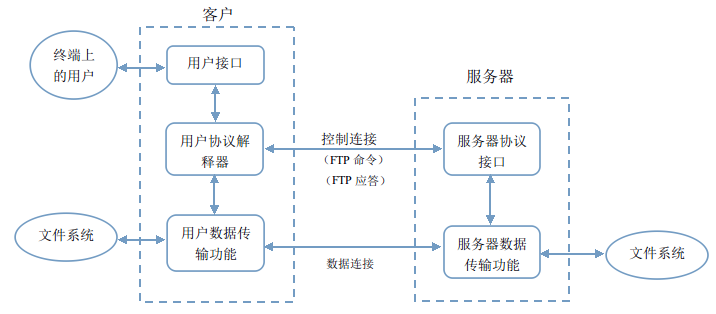 客户
终端上
的用户
用户接口
服务器
用户协议解
释器
控制连接
（FTP 命令）
（FTP 应答）
服务器协议
接口
文件系统
用户数据传
输功能
数据连接
服务器数据
传输功能
文件系统